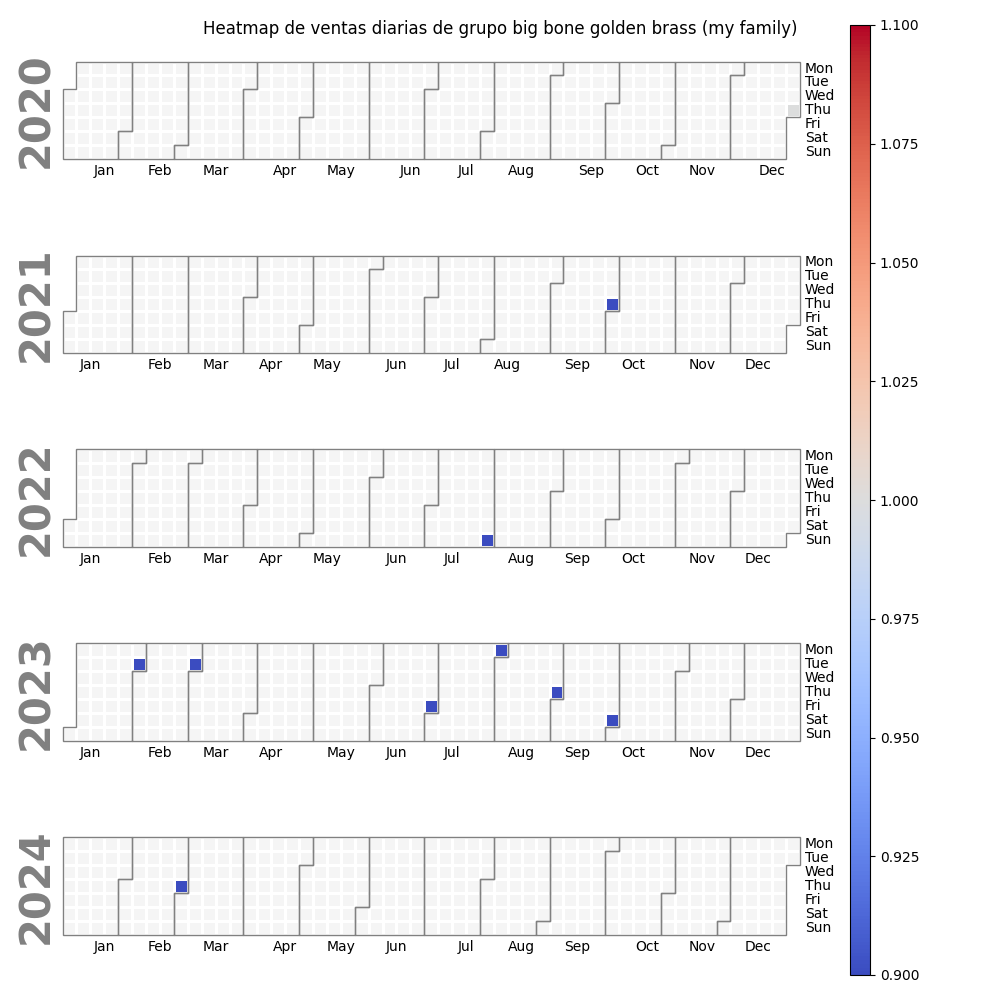 Heatmap de ventas diarias de grupo big bone golden brass (my family)
2020
Mon
Tue
Wed
Thu
Fri
Sat
Sun
Jan Feb Mar Apr May Jun Jul Aug Sep Oct Nov Dec
2021
Mon
Tue
Wed
Thu
Fri
Sat
Sun
Jan Feb Mar Apr May Jun Jul Aug Sep Oct Nov Dec
2022
Mon
Tue
Wed
Thu
Fri
Sat
Sun
Jan Feb Mar Apr May Jun Jul Aug Sep Oct Nov Dec
2023
Mon
Tue
Wed
Thu
Fri
Sat
Sun
Jan Feb Mar Apr May Jun Jul Aug Sep Oct Nov Dec
2024
Mon
Tue
Wed
Thu
Fri
Sat
Sun
Jan Feb Mar Apr May Jun Jul Aug Sep Oct Nov Dec
1.100
1.075
1.050
1.025
1.000
0.975
0.950
0.925
0.900